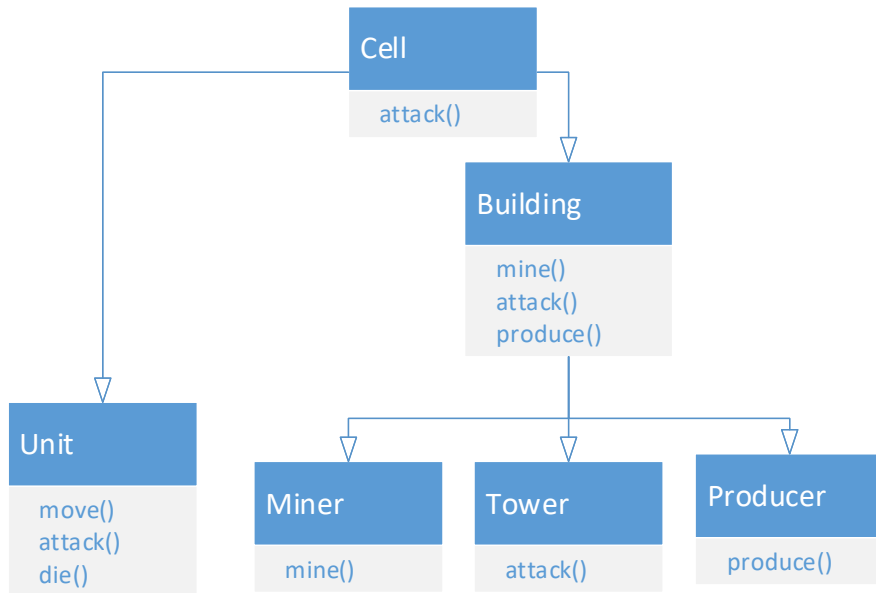 Cell
attack()
Building
mine()
attack()
produce()
Unit
move()
attack()
die()
Miner
mine()
Tower
attack()
Producer
produce()